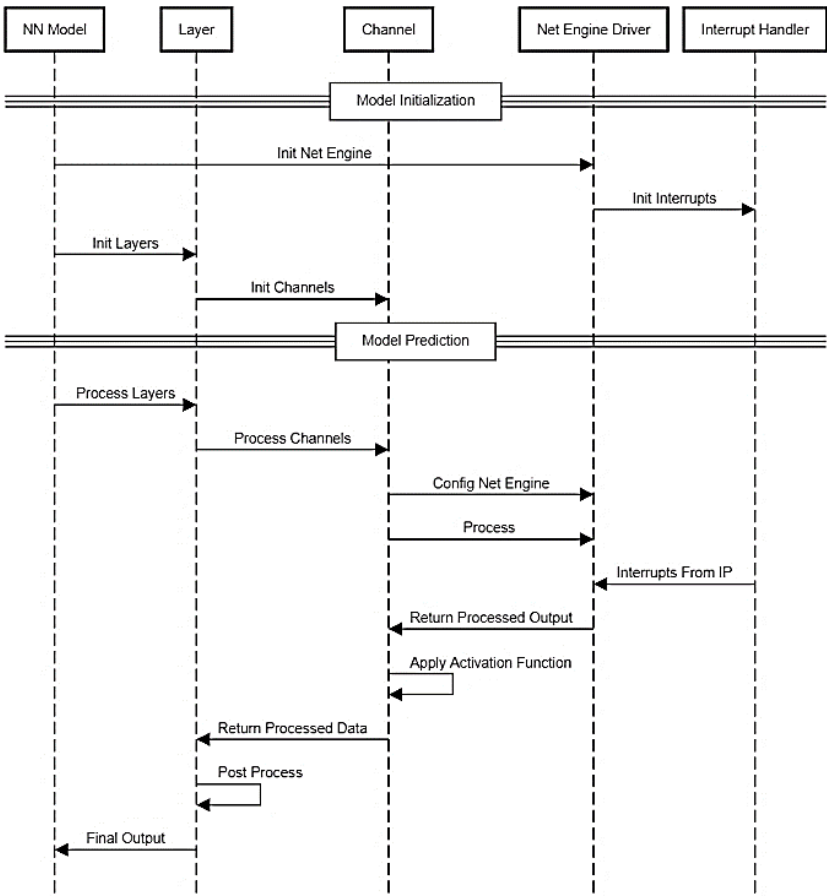 NN Model
Layer
Channel
Net Engine Driver
Interrupt Handler
Model Initialization
Init Net Engine
Init Interrupts
Init Layers
Init Channels
Model Prediction
Process Layers
Process Channels
Config Net Engine
Process
Interrupts From IP
Return Processed Output
Apply Activation Function
Return Processed Data
Post Process
Final Output